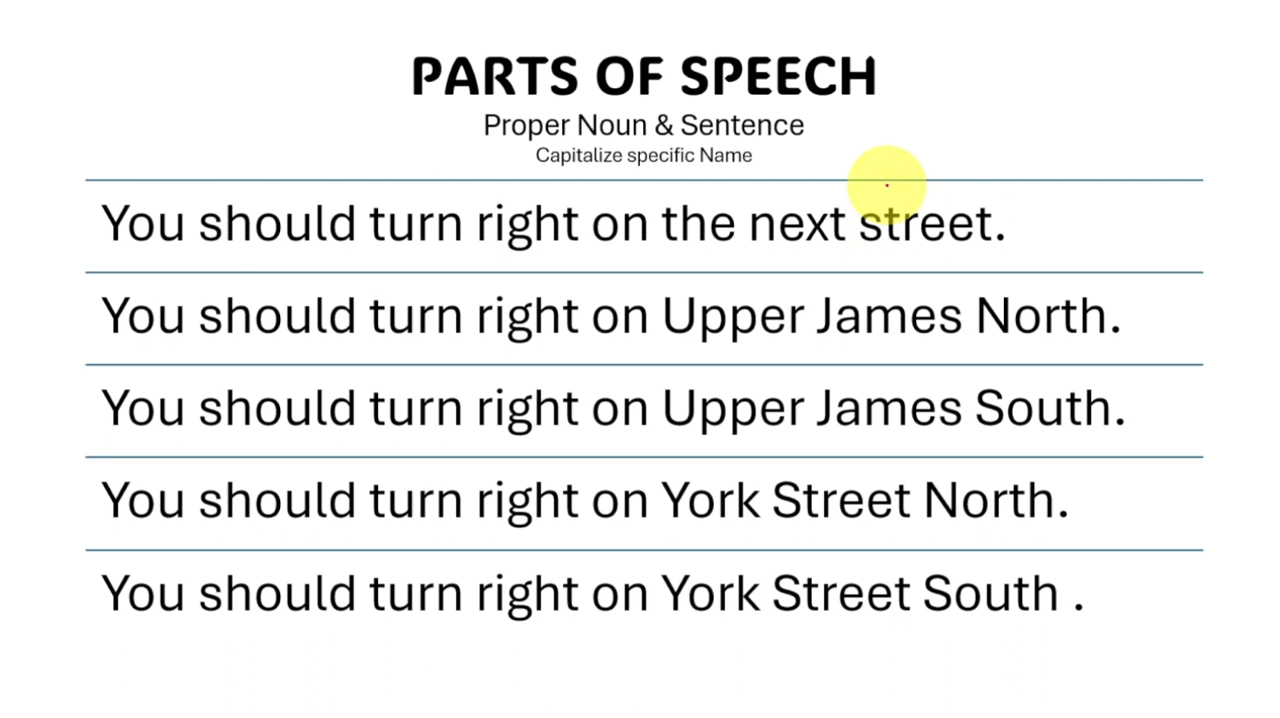 PARTS OF SPEECH
Proper Noun & Sentence
Capitalize specific Name
You should turn right on the next street.
You should turn right on Upper James North.
You should turn right on Upper James South.
You should turn right on York Street North.
You should turn right on York Street South .